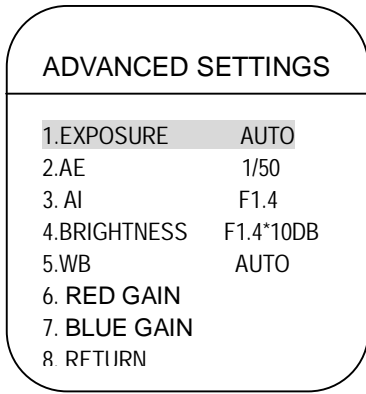 ADVANCED SETTINGS
1.EXPOSURE AUTO
2.AE 1/50
3. AI F1.4
4.BRIGHTNESS F1.4*10DB
5.WB AUTO
6. RED GAIN
7. BLUE GAIN
8. RETURN